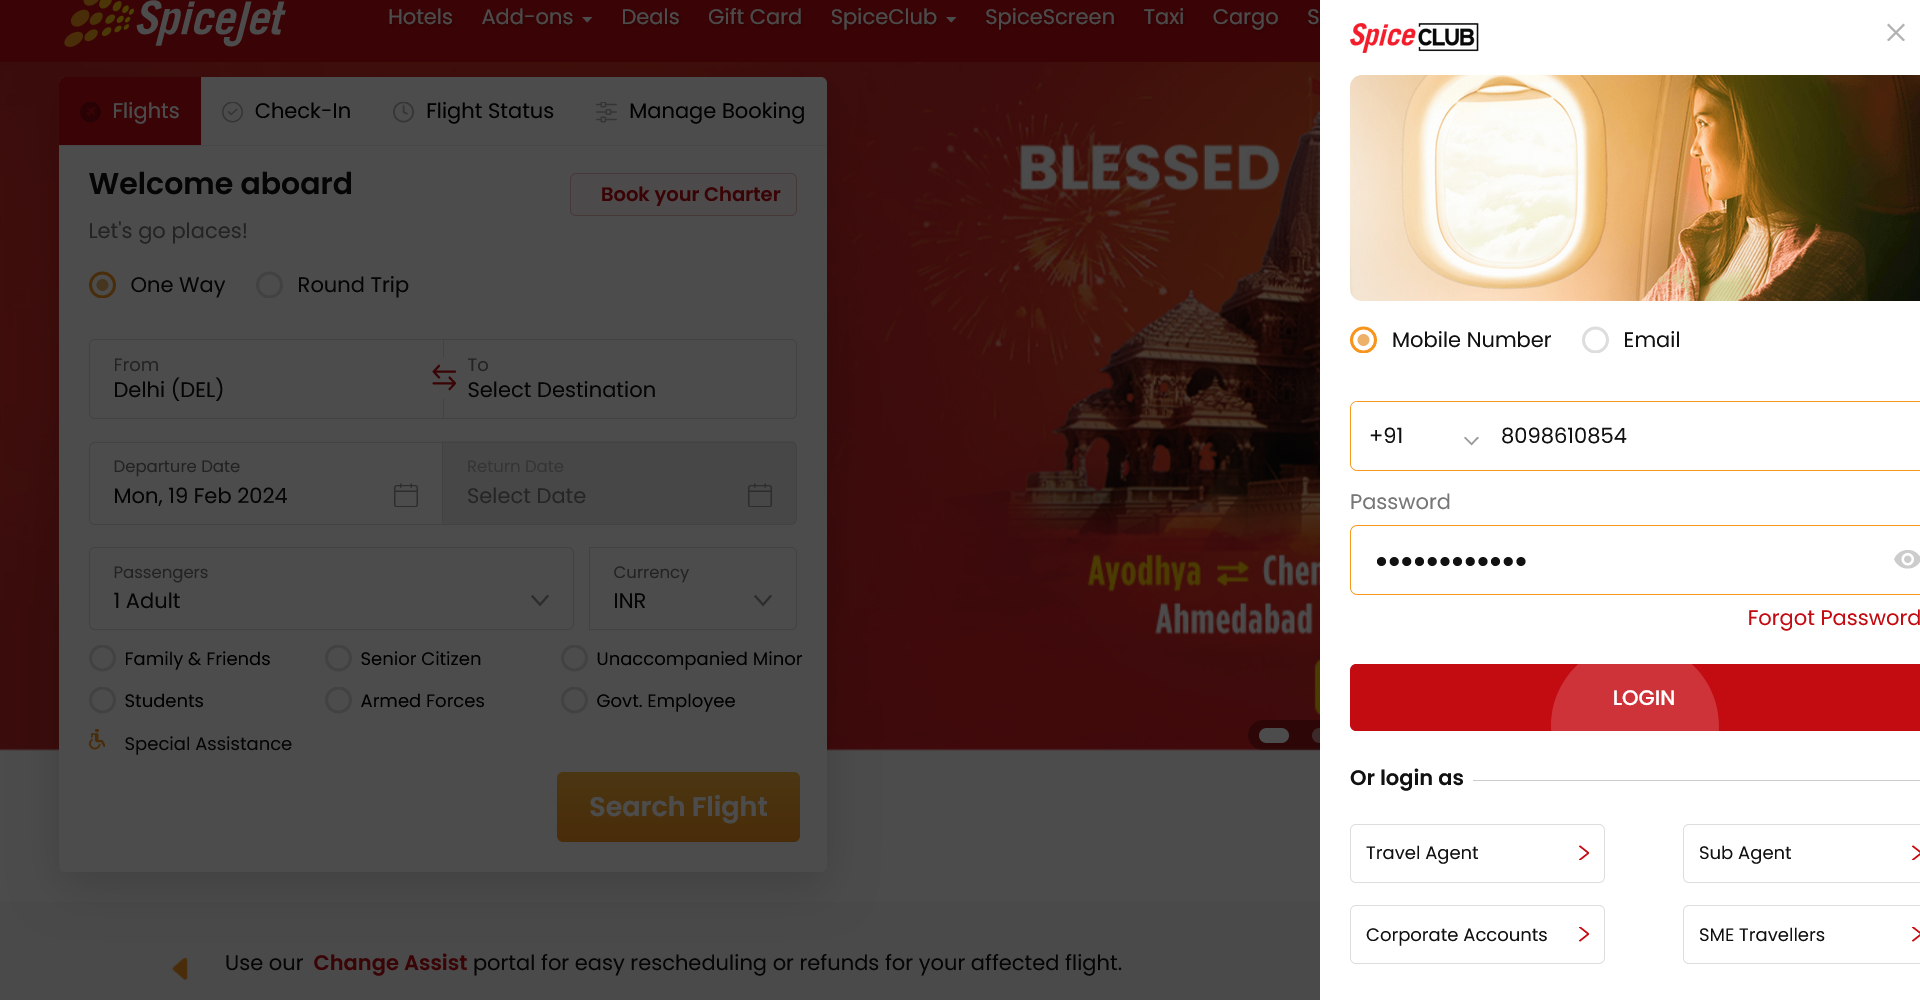 SpiceJet
Hotels Add-ons Deals Gift Card SpiceClub SpiceScreen Taxi Cargo S
Flights Check-In Flight Status Manage Booking
Welcome aboard
Book your Charter
Let's go places!
One Way Round Trip
From
Delhi (DEL)
To
Select Destination
Departure Date
Mon, 19 Feb 2024
Return Date
Select Date
Passengers
1 Adult
Currency
INR
Family & Friends Senior Citizen Unaccompanied Minor
Students Armed Forces Govt. Employee
Special Assistance
Search Flight
BLESSED
Ayodhya ⇄ Chen
Ahmedabad
Use our Change Assist portal for easy rescheduling or refunds for your affected flight.
Spice CLUB
Mobile Number Email
+91 8098610854
Password
••••••••••••
Forgot Password
LOGIN
Or login as
Travel Agent Sub Agent
Corporate Accounts SME Travellers